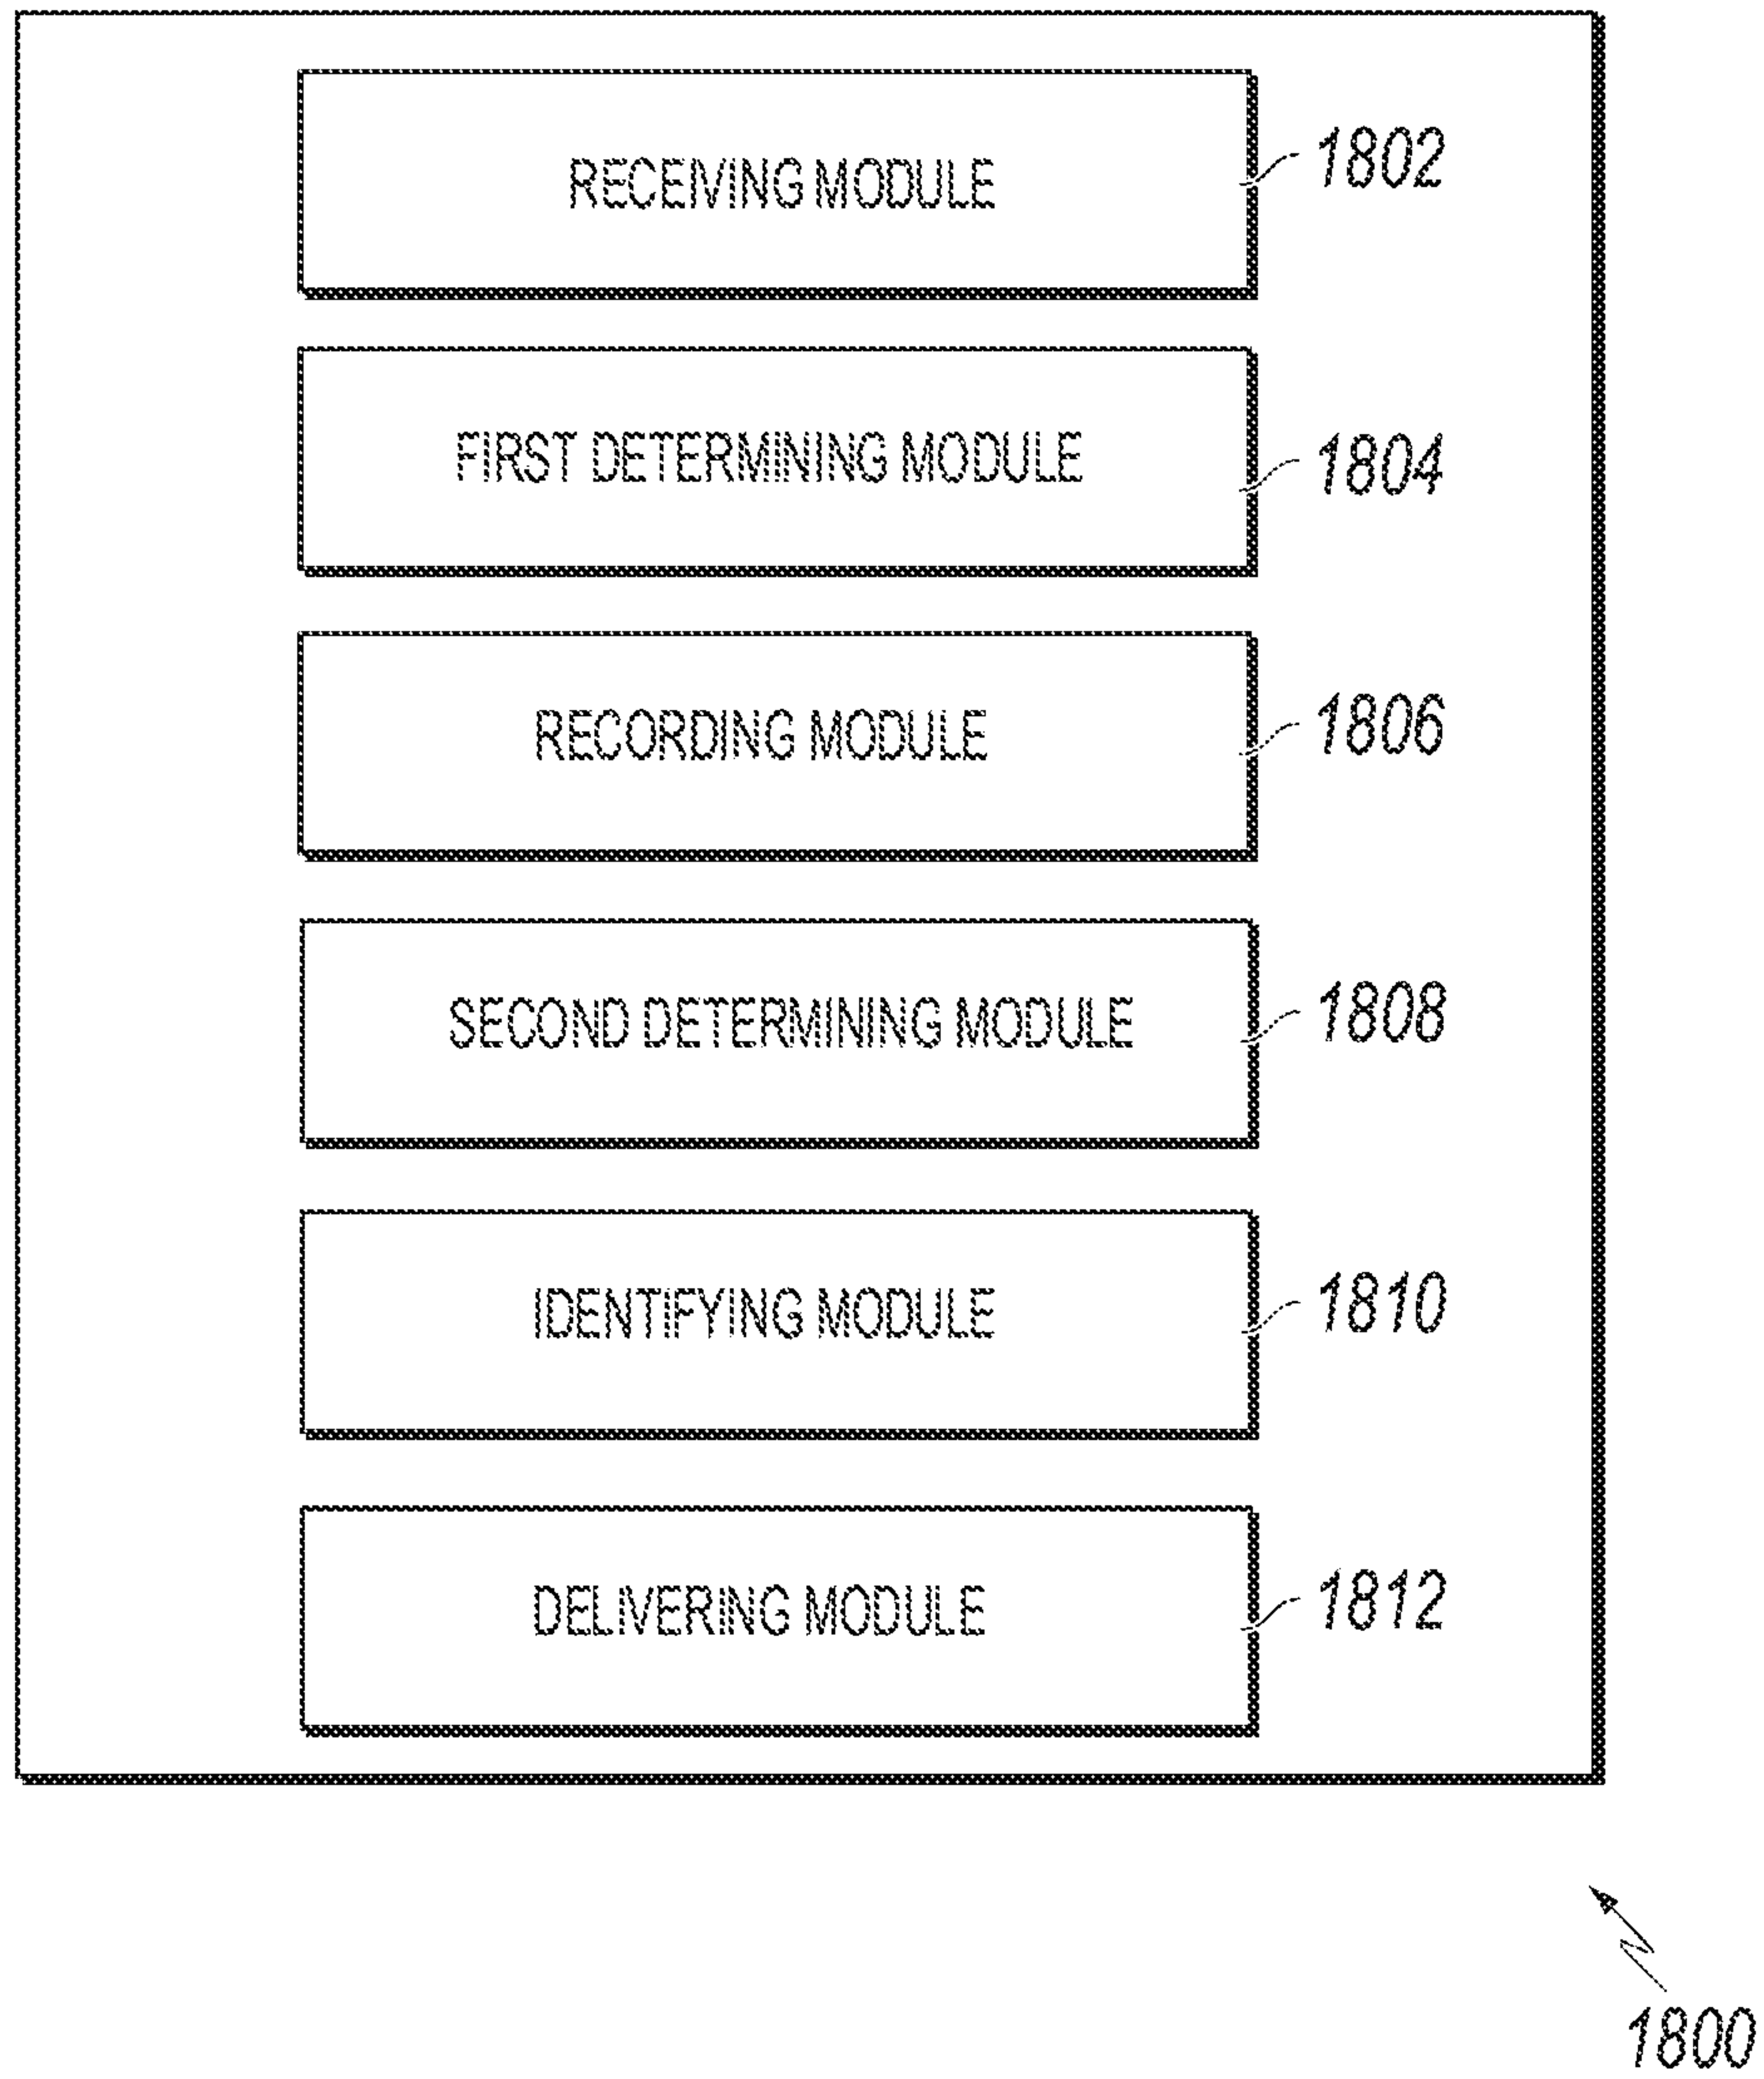 RECEIVING MODULE
1802
FIRST DETERMINING MODULE
1804
RECORDING MODULE
1806
SECOND DETERMINING MODULE
1808
IDENTIFYING MODULE
1810
DELIVERING MODULE
1812
1800